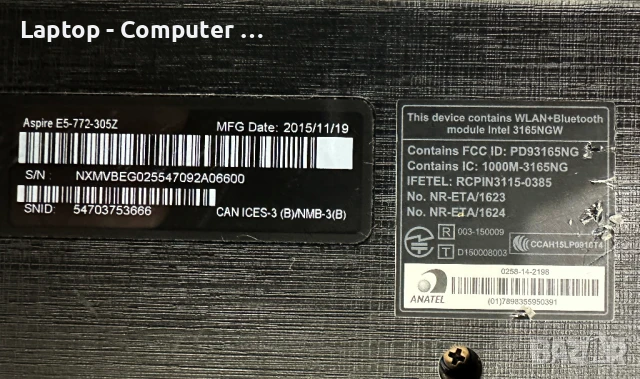 Laptop - Computer ...
Aspire E5-772-305Z
MFG Date: 2015/11/19
S/N : NXMVBEG025547092A06600
SNID: 54703753666
CAN ICES-3 (B)/NMB-3(B)
This device contains WLAN+Bluetooth
module Intel 3165NGW
Contains FCC ID: PD93165NG
Contains IC: 1000M-3165NG
IFETEL: RCPIN3115-0385
No. NR-ETA/1623
No. NR-ETA/1624
R 003-150009
T D150008003
CCAH15LP0916T4
0258-14-2198
ANATEL
(01)7898355950391
BAZAR